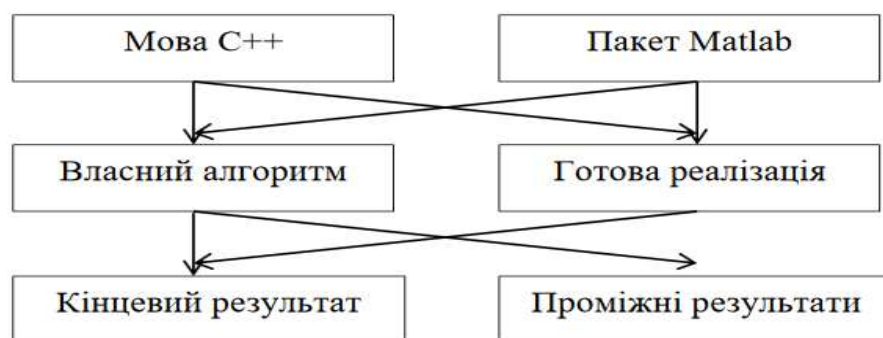 Мова C++
Пакет Matlab
Власний алгоритм
Готова реалізація
Кінцевий результат
Проміжні результати